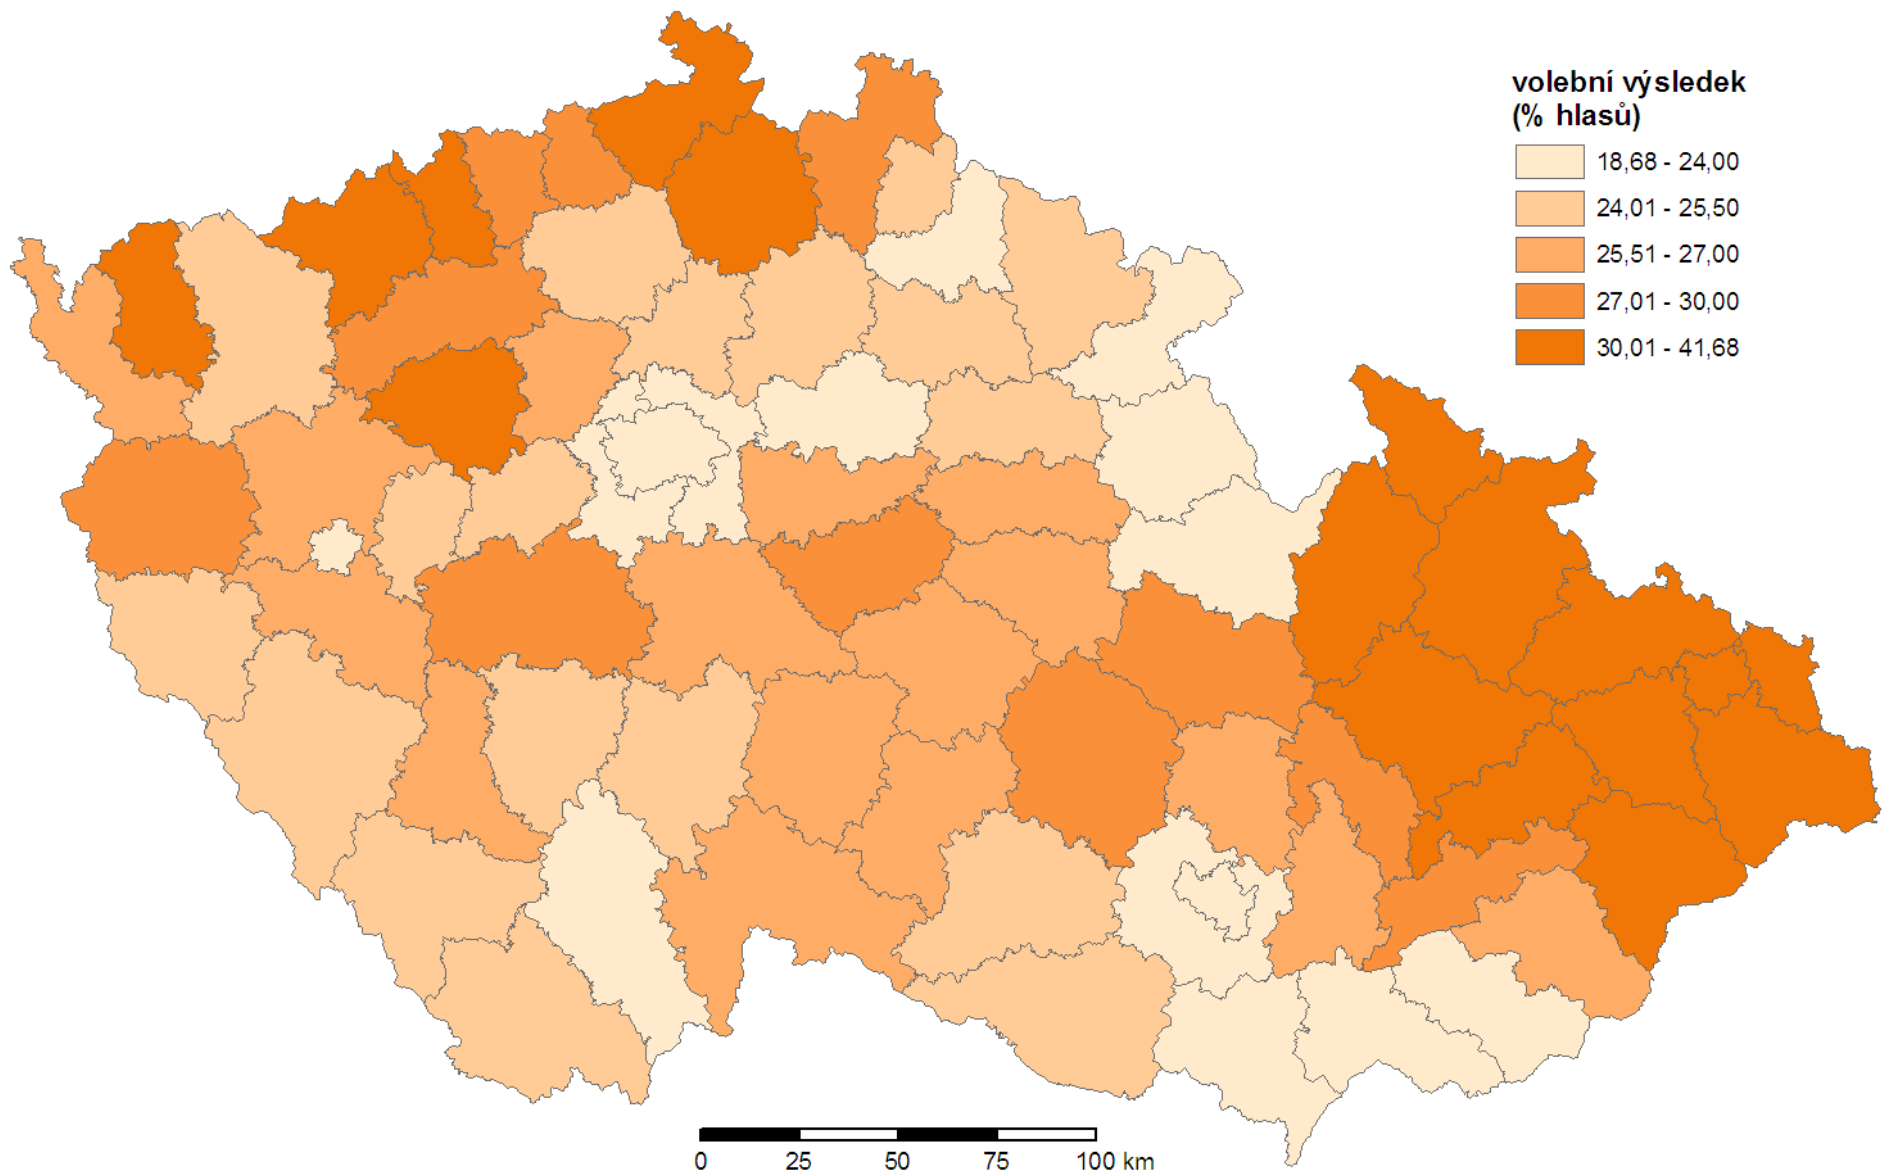 volební výsledek
(% hlasů)
18,68 - 24,00
24,01 - 25,50
25,51 - 27,00
27,01 - 30,00
30,01 - 41,68
0 25 50 75 100 km